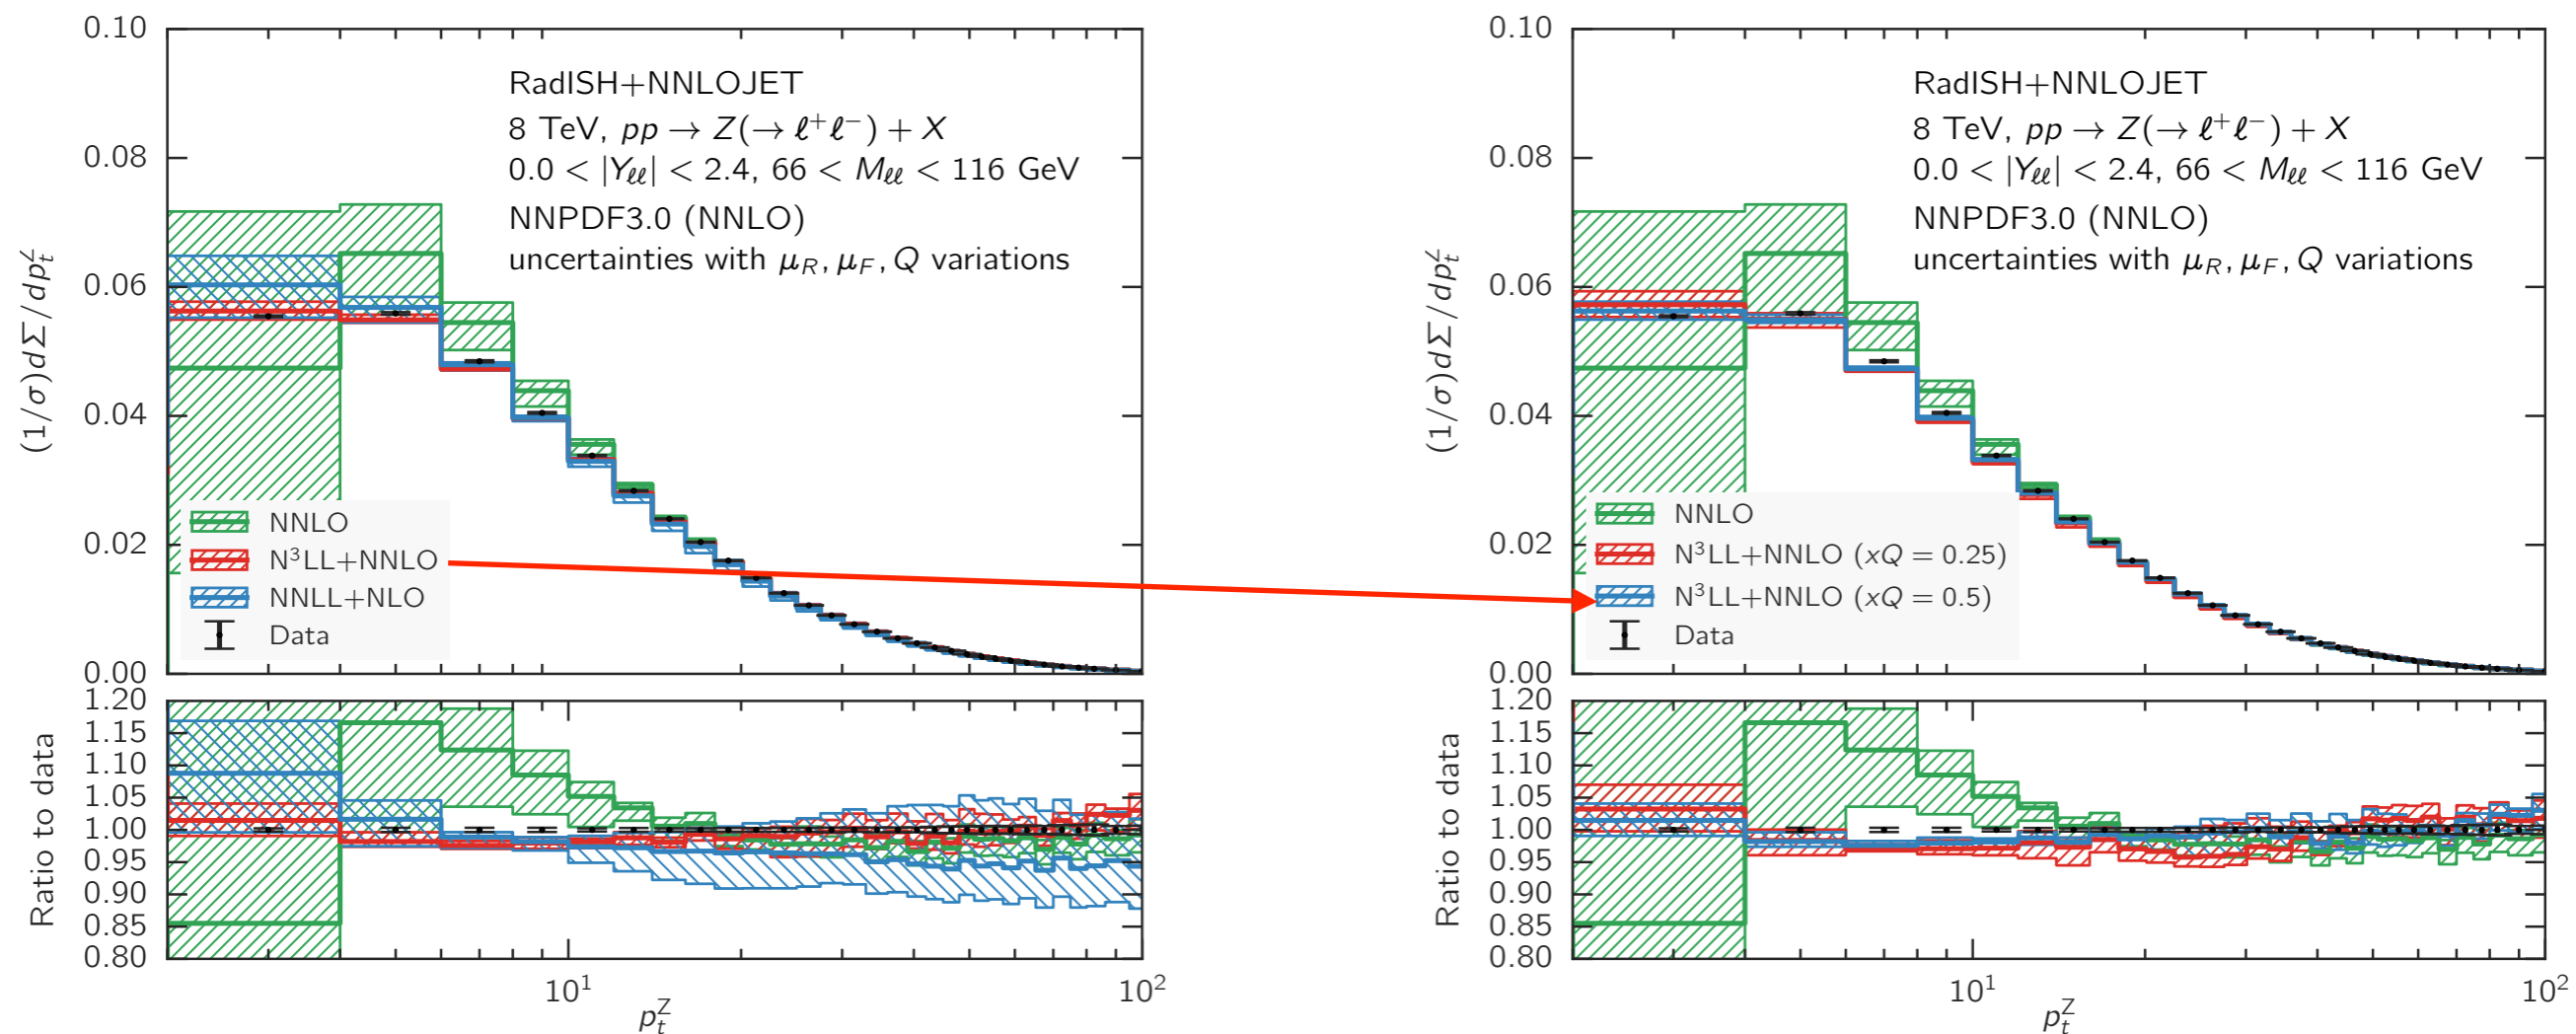 0.10
0.08
0.06
0.04
0.02
0.00
(1/σ)dΣ/dp_t^Z
RadISH+NNLOJET
8 TeV, pp → Z(→ ℓ⁺ℓ⁻) + X
0.0 < |Y_ℓℓ| < 2.4, 66 < M_ℓℓ < 116 GeV
NNPDF3.0 (NNLO)
uncertainties with μ_R, μ_F, Q variations
NNLO
N³LL+NNLO
NNLL+NLO
Data
1.20
1.15
1.10
1.05
1.00
0.95
0.90
0.85
0.80
Ratio to data
10¹
10²
p_t^Z
0.10
0.08
0.06
0.04
0.02
0.00
(1/σ)dΣ/dp_t^Z
RadISH+NNLOJET
8 TeV, pp → Z(→ ℓ⁺ℓ⁻) + X
0.0 < |Y_ℓℓ| < 2.4, 66 < M_ℓℓ < 116 GeV
NNPDF3.0 (NNLO)
uncertainties with μ_R, μ_F, Q variations
NNLO
N³LL+NNLO (xQ = 0.25)
N³LL+NNLO (xQ = 0.5)
Data
1.20
1.15
1.10
1.05
1.00
0.95
0.90
0.85
0.80
Ratio to data
10¹
10²
p_t^Z